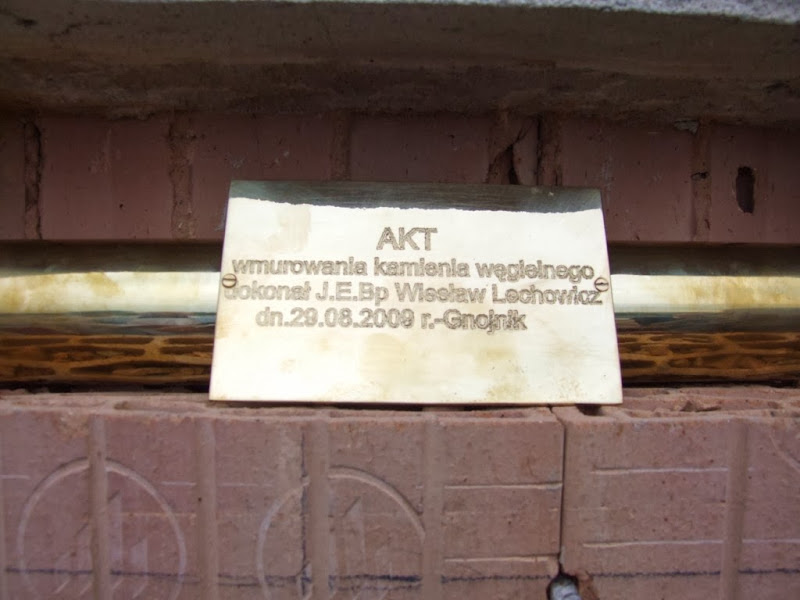 AKT
wmurowania kamienia węgielnego
dokonał J.E.Bp Wiesław Lechowicz
dn.29.08.2009 r.-Gnojnik